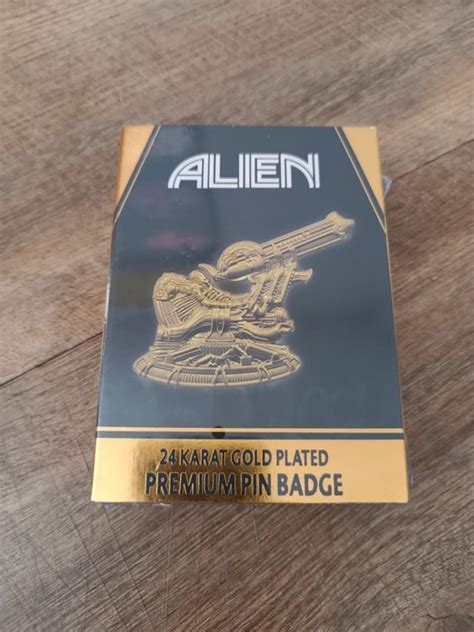 ALIEN
24 KARAT GOLD PLATED
PREMIUM PIN BADGE